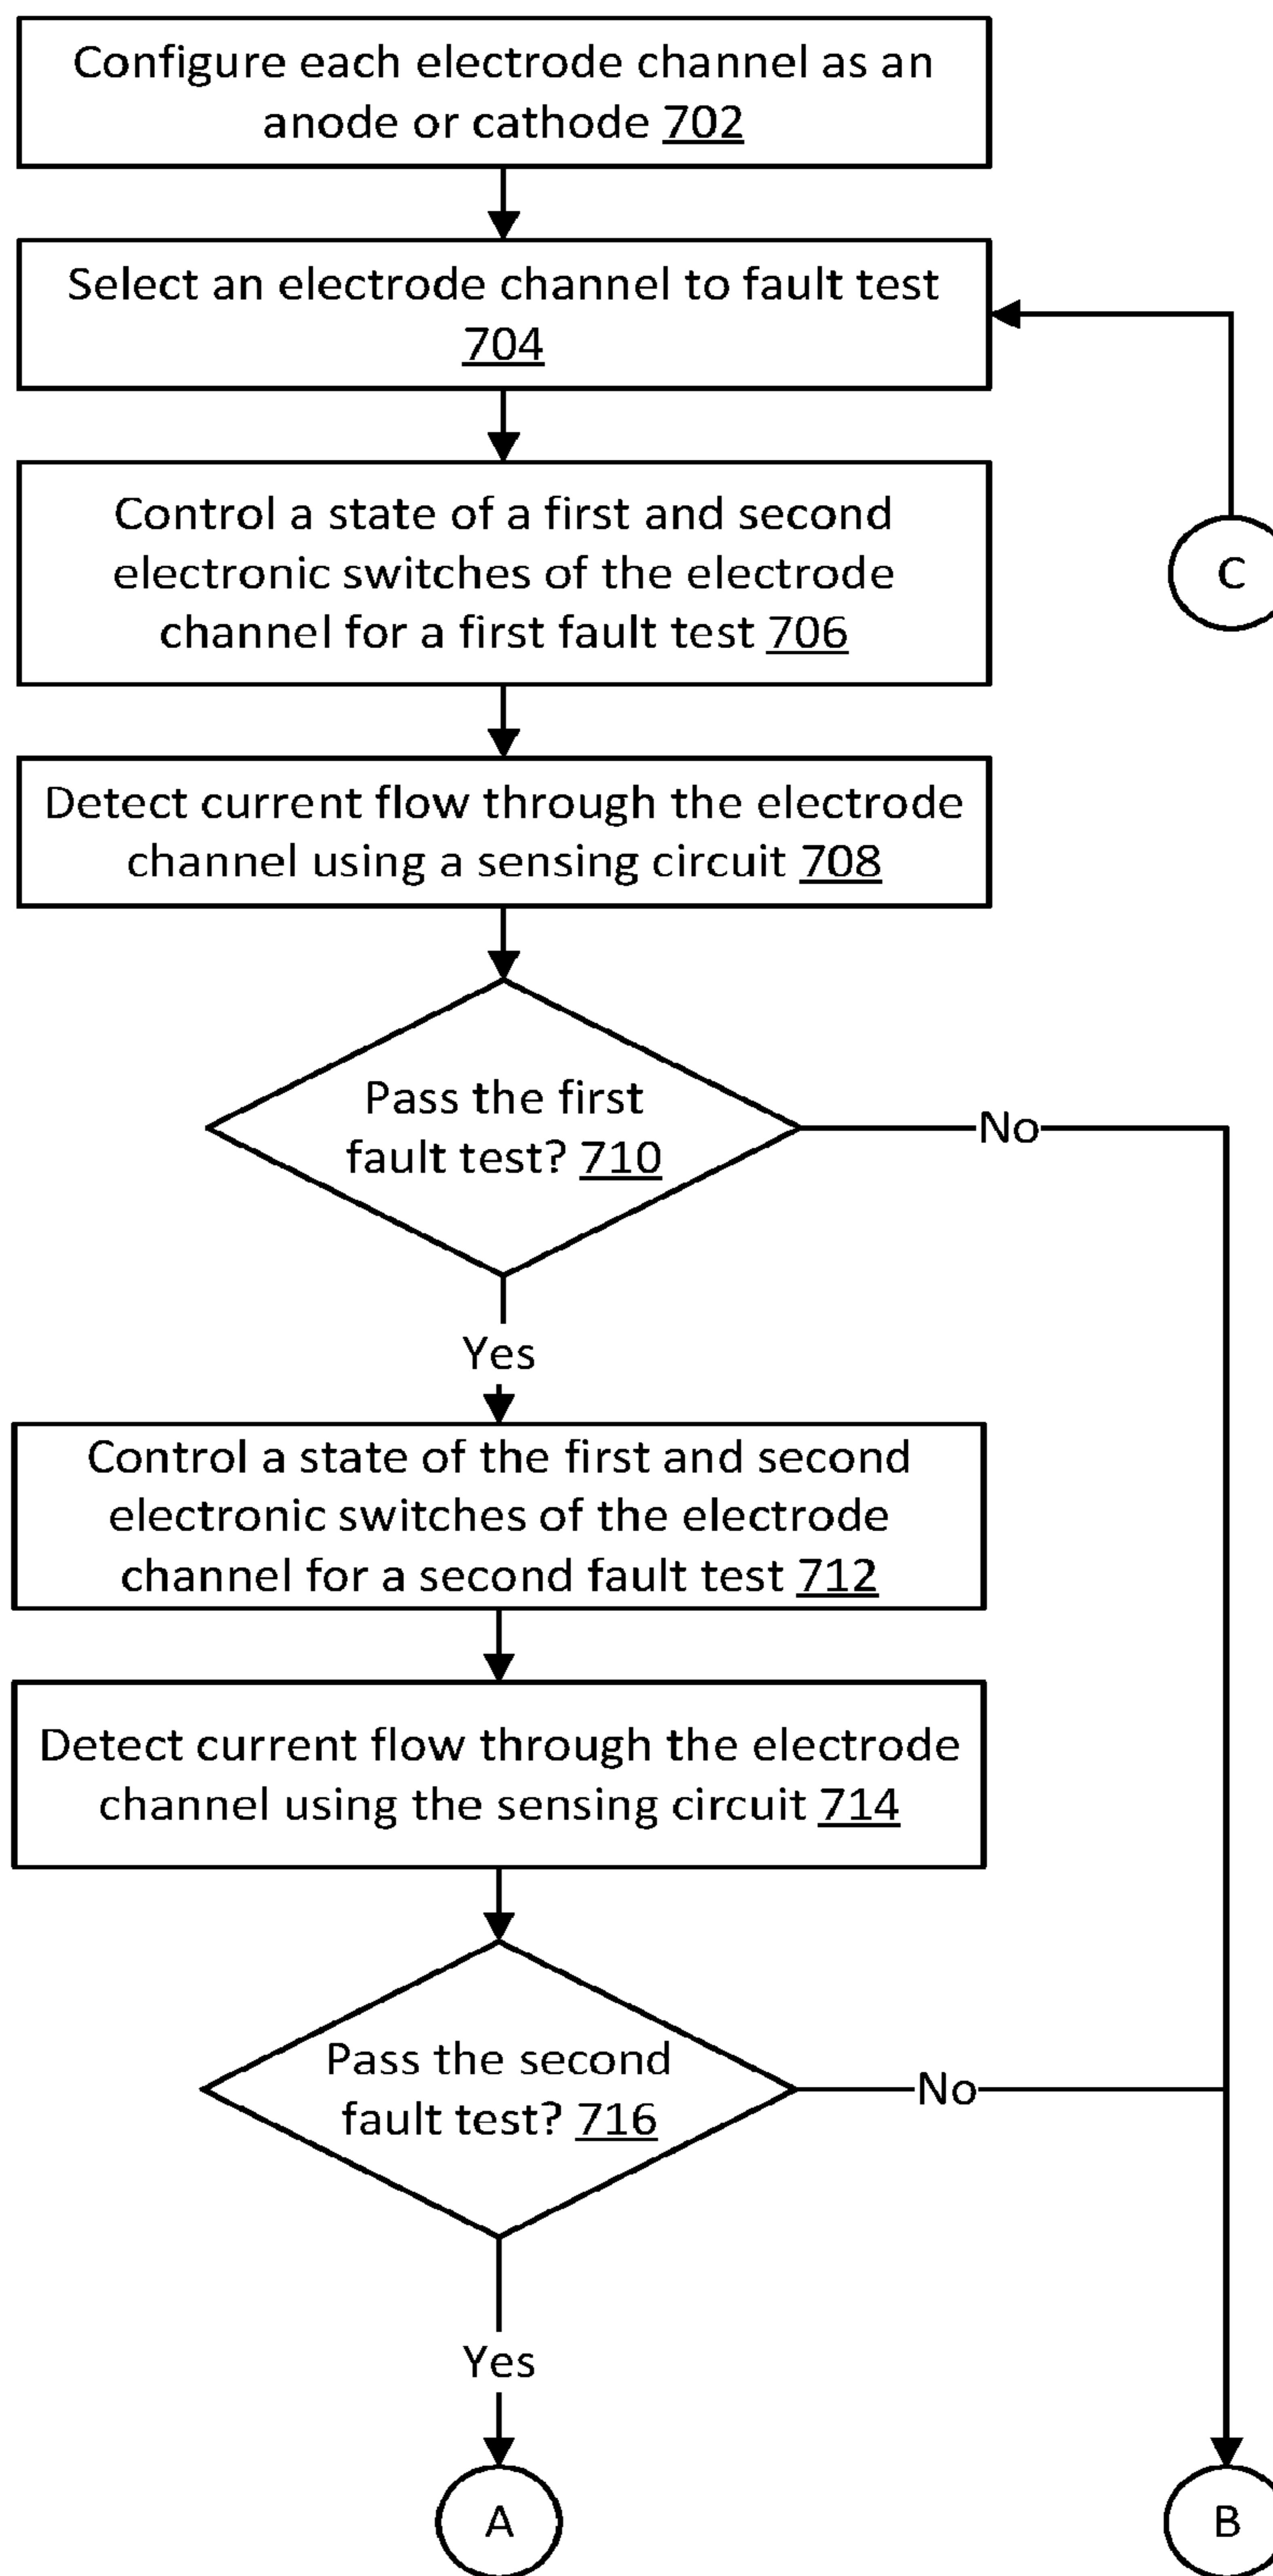 Configure each electrode channel as an
anode or cathode 702
Select an electrode channel to fault test
704
Control a state of a first and second
electronic switches of the electrode
channel for a first fault test 706
C
Detect current flow through the electrode
channel using a sensing circuit 708
Pass the first
fault test? 710
No
Yes
Control a state of the first and second
electronic switches of the electrode
channel for a second fault test 712
Detect current flow through the electrode
channel using the sensing circuit 714
Pass the second
fault test? 716
No
Yes
A
B